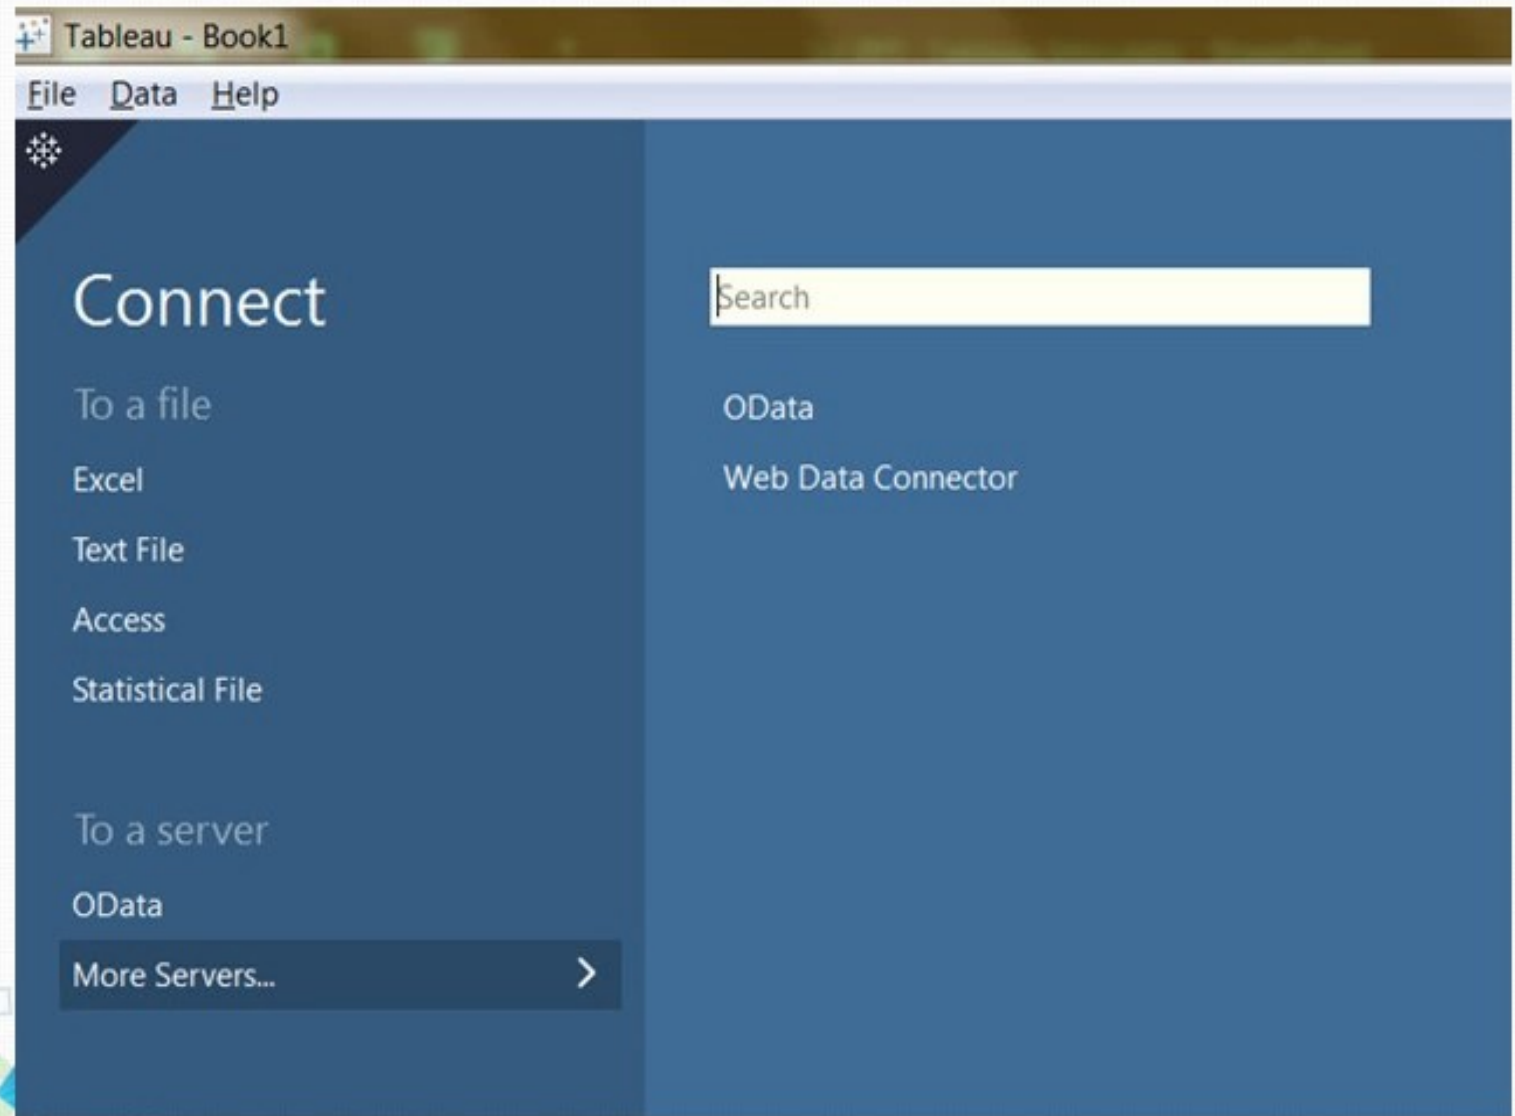 Tableau - Book1
File Data Help
Connect
To a file
Excel
Text File
Access
Statistical File
To a server
OData
More Servers...
Search
OData
Web Data Connector